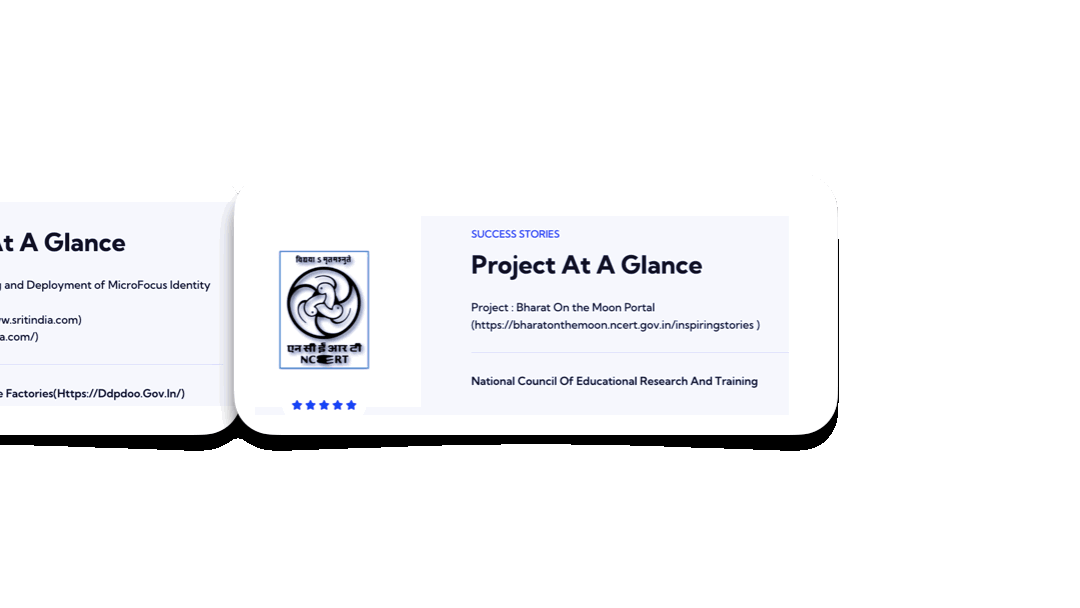 At A Glance
and Deployment of MicroFocus Identity
w.sritindia.com)
a.com/)
e Factories(Https://Ddpdoo.Gov.In/)
विद्यया ऽ मृतमश्नुते
एन सी ई आर टी
NCERT
SUCCESS STORIES
Project At A Glance
Project : Bharat On the Moon Portal
(https://bharatonthemoon.ncert.gov.in/inspiringstories )
National Council Of Educational Research And Training